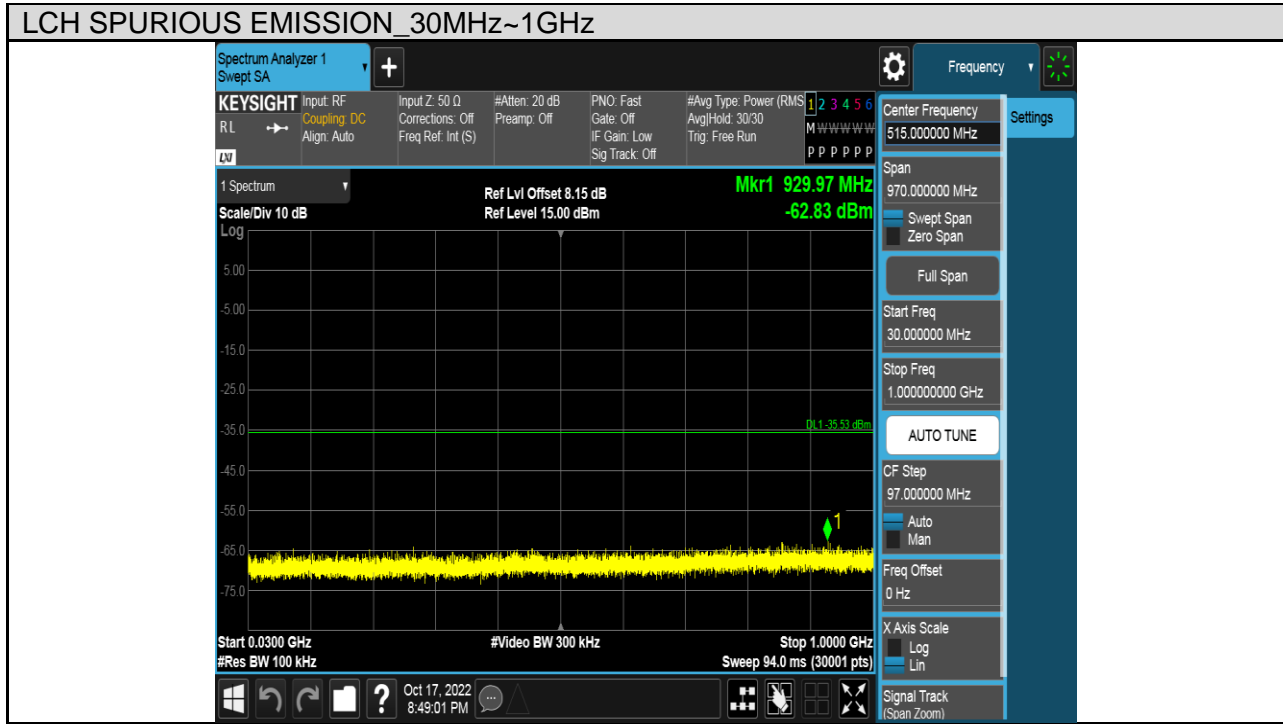 LCH SPURIOUS EMISSION_30MHz~1GHz
Spectrum Analyzer 1
Swept SA
Frequency
KEYSIGHT
RL
LXI
Input: RF
Coupling: DC
Align: Auto
Input Z: 50 Ω
Corrections: Off
Freq Ref: Int (S)
#Atten: 20 dB
Preamp: Off
PNO: Fast
Gate: Off
IF Gain: Low
Sig Track: Off
#Avg Type: Power (RMS
Avg|Hold: 30/30
Trig: Free Run
1 2 3 4 5 6
M W W W W W
P P P P P P
1 Spectrum
Scale/Div 10 dB
Log
Ref Lvl Offset 8.15 dB
Ref Level 15.00 dBm
Mkr1 929.97 MHz
-62.83 dBm
5.00
-5.00
-15.0
-25.0
-35.0
DL1 -35.53 dBm
-45.0
-55.0
1
-65.0
-75.0
Start 0.0300 GHz
#Video BW 300 kHz
Stop 1.0000 GHz
#Res BW 100 kHz
Sweep 94.0 ms (30001 pts)
?
Oct 17, 2022
8:49:01 PM
Center Frequency
515.000000 MHz
Settings
Span
970.000000 MHz
Swept Span
Zero Span
Full Span
Start Freq
30.000000 MHz
Stop Freq
1.000000000 GHz
AUTO TUNE
CF Step
97.000000 MHz
Auto
Man
Freq Offset
0 Hz
X Axis Scale
Log
Lin
Signal Track
(Span Zoom)